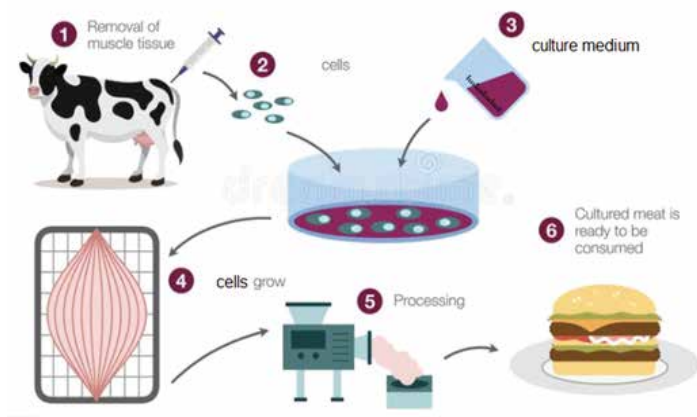 1 Removal of
muscle tissue
2 cells
3 culture medium
4 cells grow
5 Processing
6 Cultured meat is
ready to be
consumed